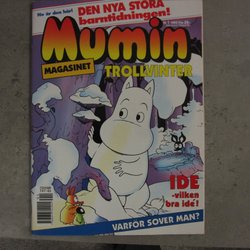 Nu är den här!
DEN NYA STORA
barntidningen!
Mumin
MAGASINET
TROLLVINTER
IDE
-vilken
bra idé!
VARFÖR SOVER MAN?